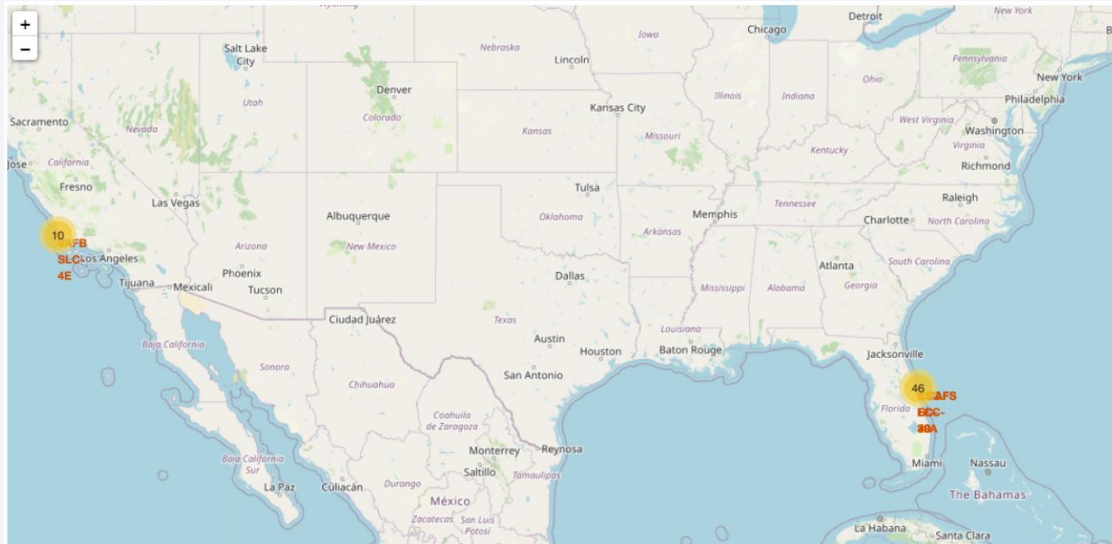 +
−
Wyoming
Iowa
Chicago
Detroit
New York
Salt Lake
City
Nebraska
Lincoln
Pennsylvania
New York
Utah
Denver
Colorado
Illinois
Indiana
Ohio
Philadelphia
Sacramento
Nevada
Kansas City
Kansas
Missouri
West Virginia
Washington
Jose
California
Kentucky
Virginia
Richmond
Fresno
Las Vegas
Tulsa
Raleigh
Albuquerque
Oklahoma
Memphis
Tennessee
Charlotte
North Carolina
10
Arizona
New Mexico
Arkansas
SLC-
4E
Los Angeles
Phoenix
Atlanta
South Carolina
Tijuana
Mexicali
Tucson
Dallas
Mississippi
Alabama
Georgia
Ciudad Juárez
Texas
Louisiana
Baja California
Austin
Houston
Baton Rouge
Jacksonville
Sonora
San Antonio
46
Chihuahua
Florida
Coahuila
de Zaragoza
Monterrey
Reynosa
Baja California
Sur
Saltillo
Tamaulipas
Miami
Nassau
La Paz
Culiacán
Durango
The Bahamas
México
Zacatecas
San Luis
Potosí
La Habana
Santa Clara